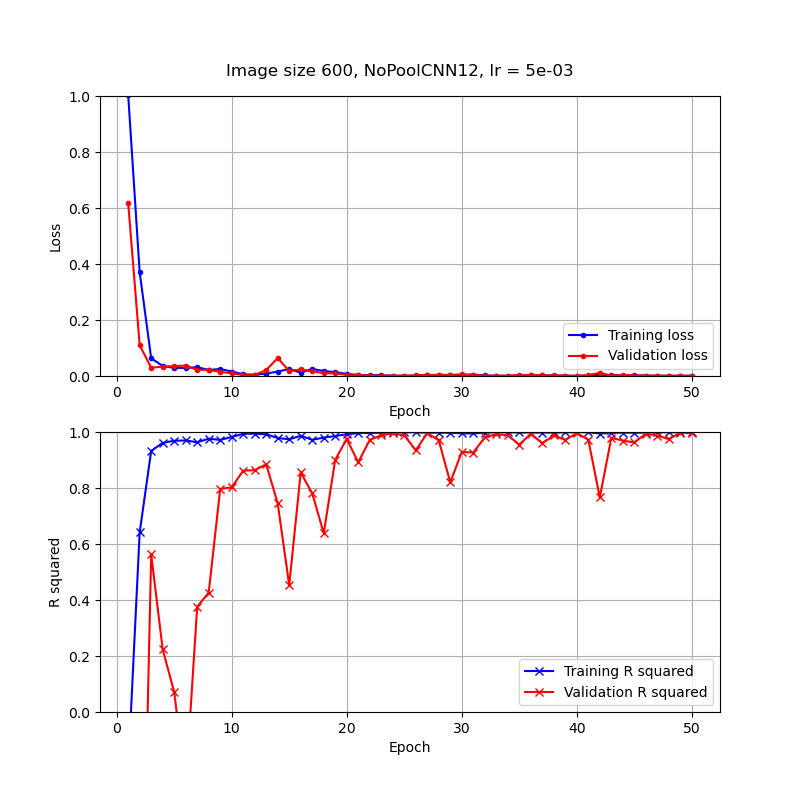 Image size 600, NoPoolCNN12, lr = 5e-03
1.0
0.8
0.6
0.4
0.2
0.0
Loss
Training loss
Validation loss
0 10 20 30 40 50
Epoch
1.0
0.8
0.6
0.4
0.2
0.0
R squared
Training R squared
Validation R squared
0 10 20 30 40 50
Epoch